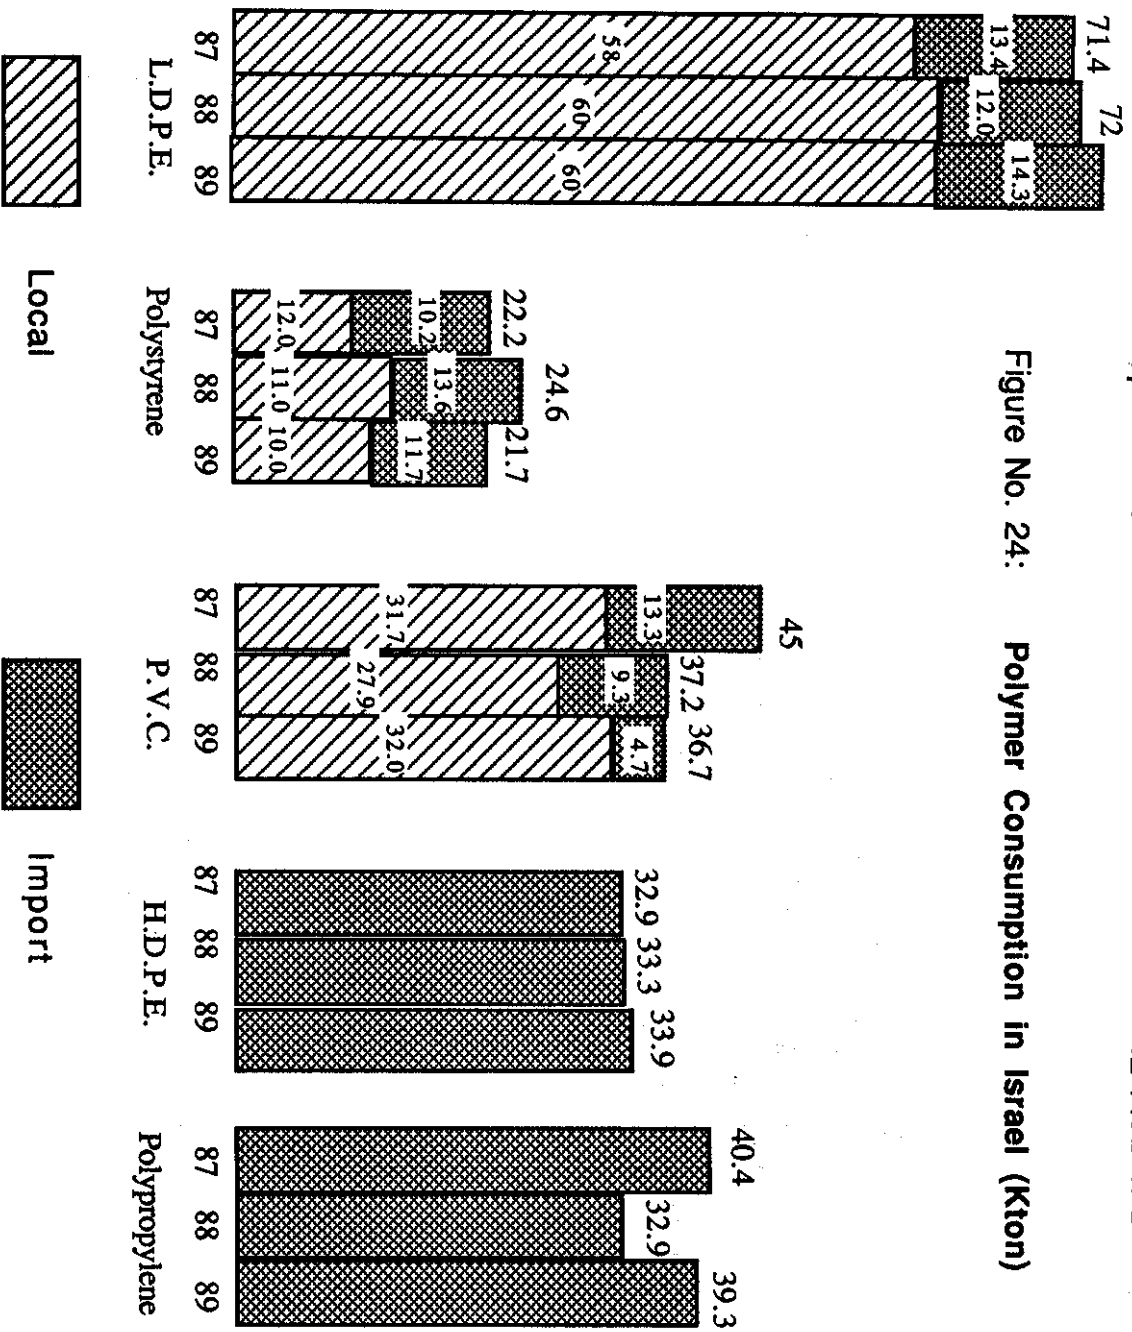 Figure No. 24: Polymer Consumption in Israel (Kton)
71.4 72
13.4 12.0 14.3
58 60 60
87 88 89
L.D.P.E.
22.2 24.6 21.7
10.2 13.6 11.7
12.0 11.0 10.0
87 88 89
Polystyrene
45 37.2 36.7
13.3 9.3 4.7
31.7 27.9 32.0
87 88 89
P.V.C.
32.9 33.3 33.9
87 88 89
H.D.P.E.
40.4 32.9 39.3
87 88 89
Polypropylene
Local
Import